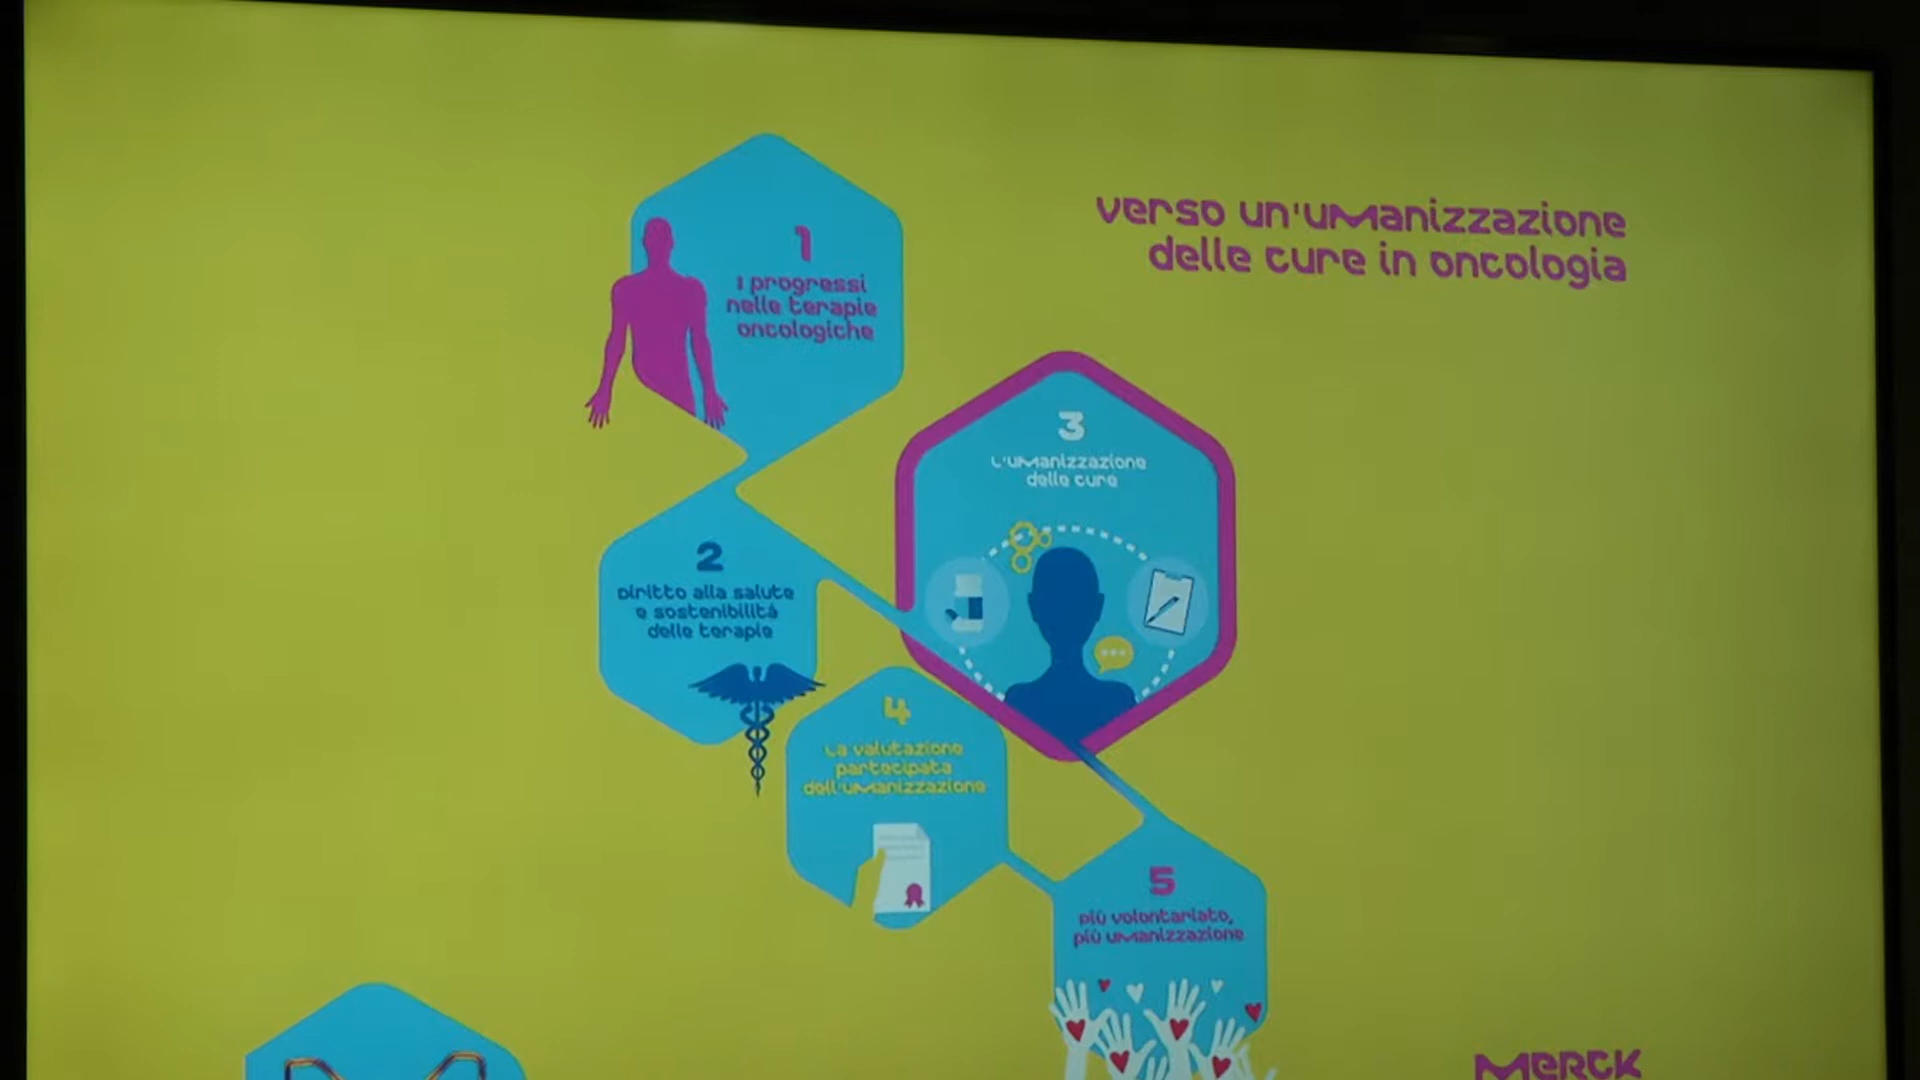 verso un'umanizzazione
delle cure in oncologia
1
I progressi
nelle terapie
oncologiche
2
Diritto alla salute
e sostenibilità
delle terapie
3
L'umanizzazione
delle cure
4
La valutazione
partecipata
dell'umanizzazione
5
più volontariato,
più umanizzazione
MERCK